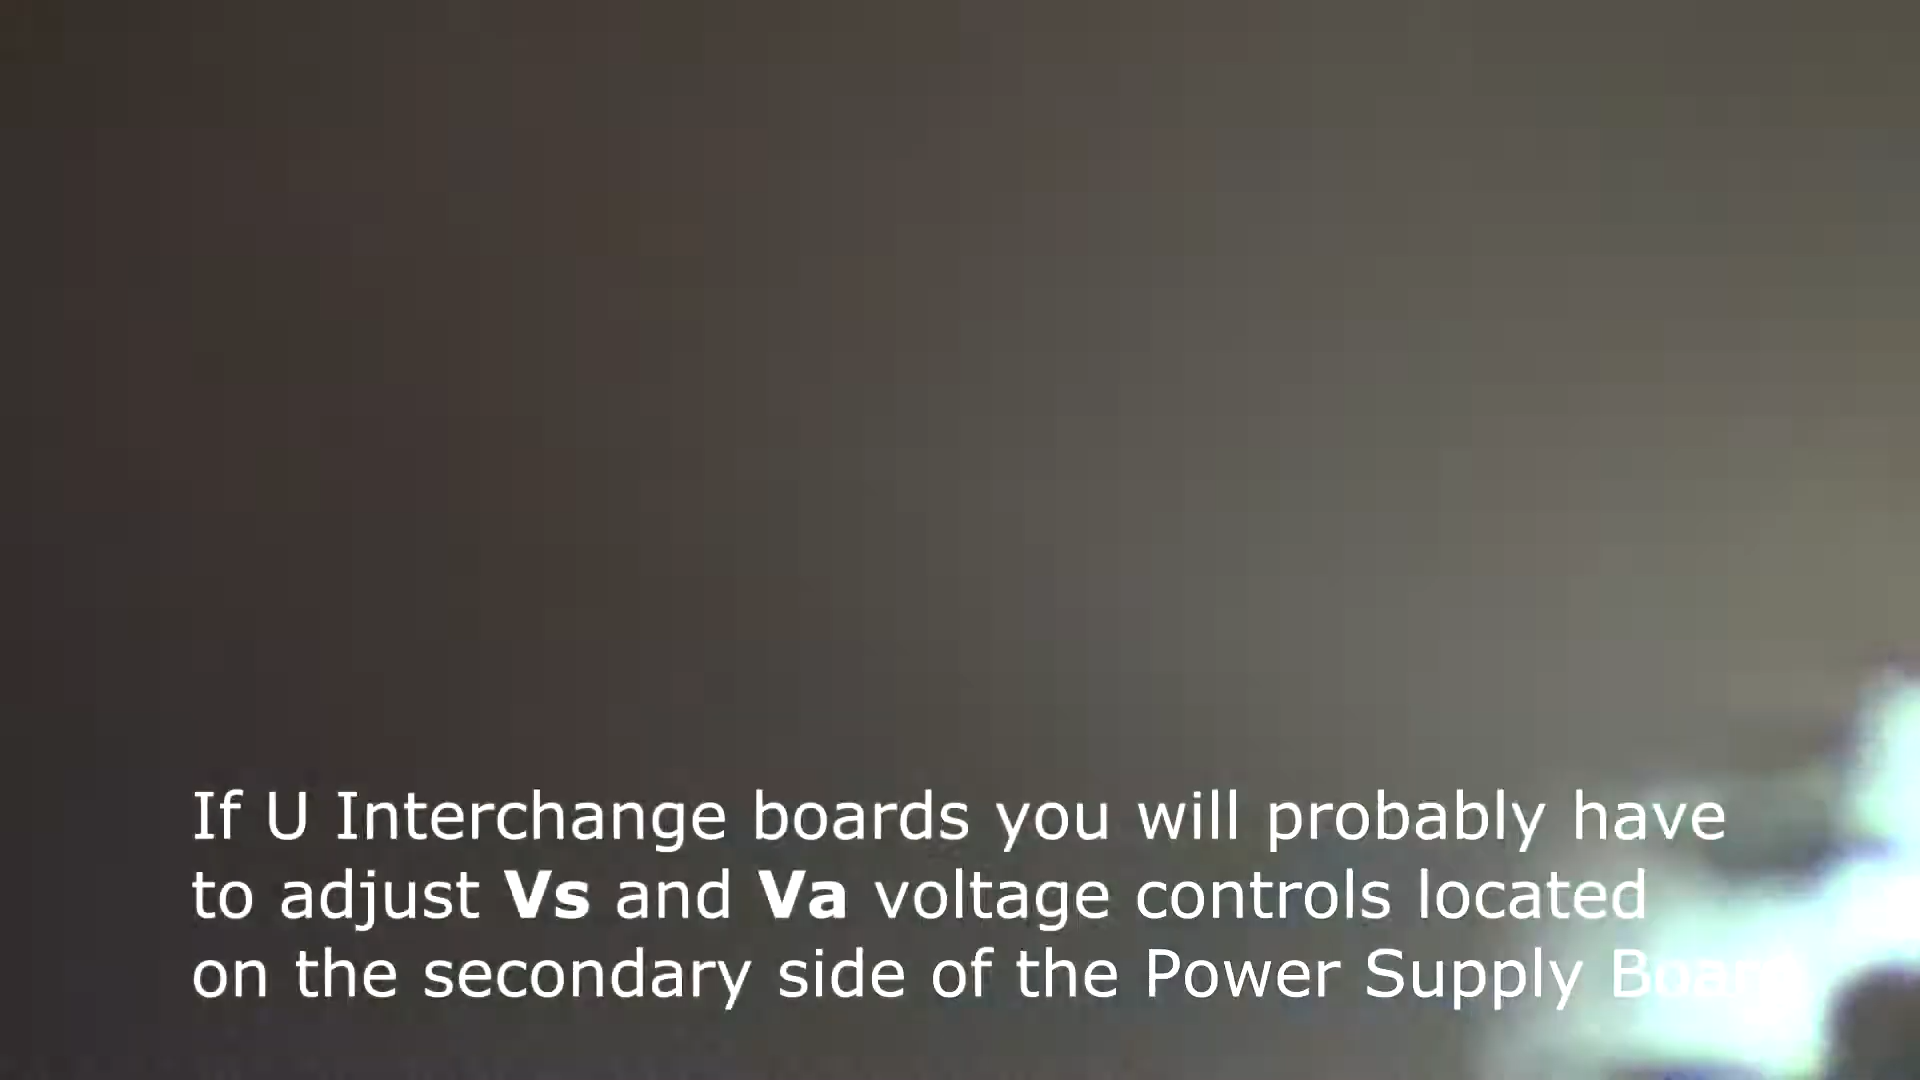 If U Interchange boards you will probably have
to adjust Vs and Va voltage controls located
on the secondary side of the Power Supply Board